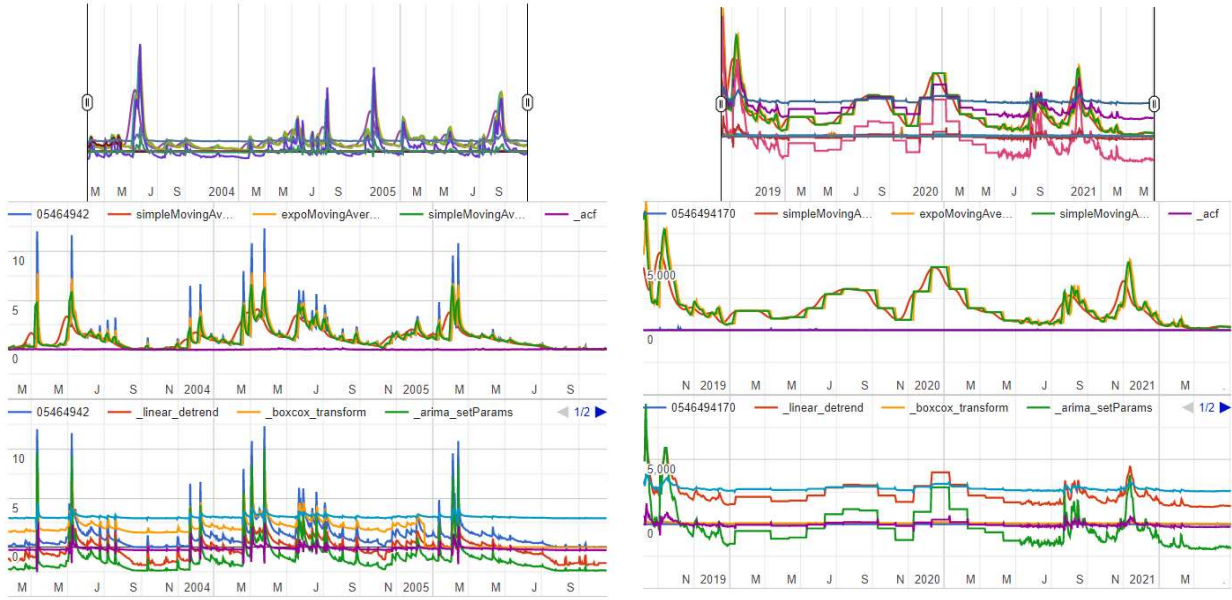 M M J S 2004 M M J S 2005 M M J S
05464942 simpleMovingAv... expoMovingAver... simpleMovingAv... _acf
10
5
0
M M J S N 2004 M M J S N 2005 M M J S
05464942 _linear_detrend _boxcox_transform _arima_setParams 1/2
10
5
0
M M J S N 2004 M M J S N 2005 M M J S
2019 M M J S 2020 M M J S 2021 M M
0546494170 simpleMovingA... expoMovingAve... simpleMovingA... _acf
5,000
0
N 2019 M M J S N 2020 M M J S N 2021 M
0546494170 _linear_detrend _boxcox_transform _arima_setParams 1/2
5,000
0
N 2019 M M J S N 2020 M M J S N 2021 M